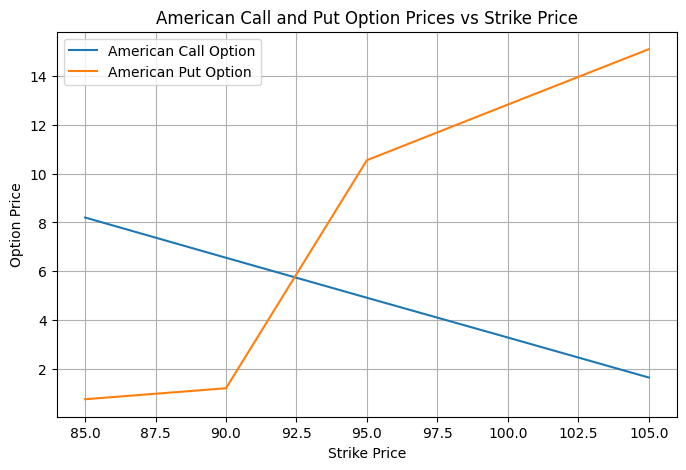 American Call and Put Option Prices vs Strike Price
American Call Option
American Put Option
Option Price
14
12
10
8
6
4
2
85.0 87.5 90.0 92.5 95.0 97.5 100.0 102.5 105.0
Strike Price